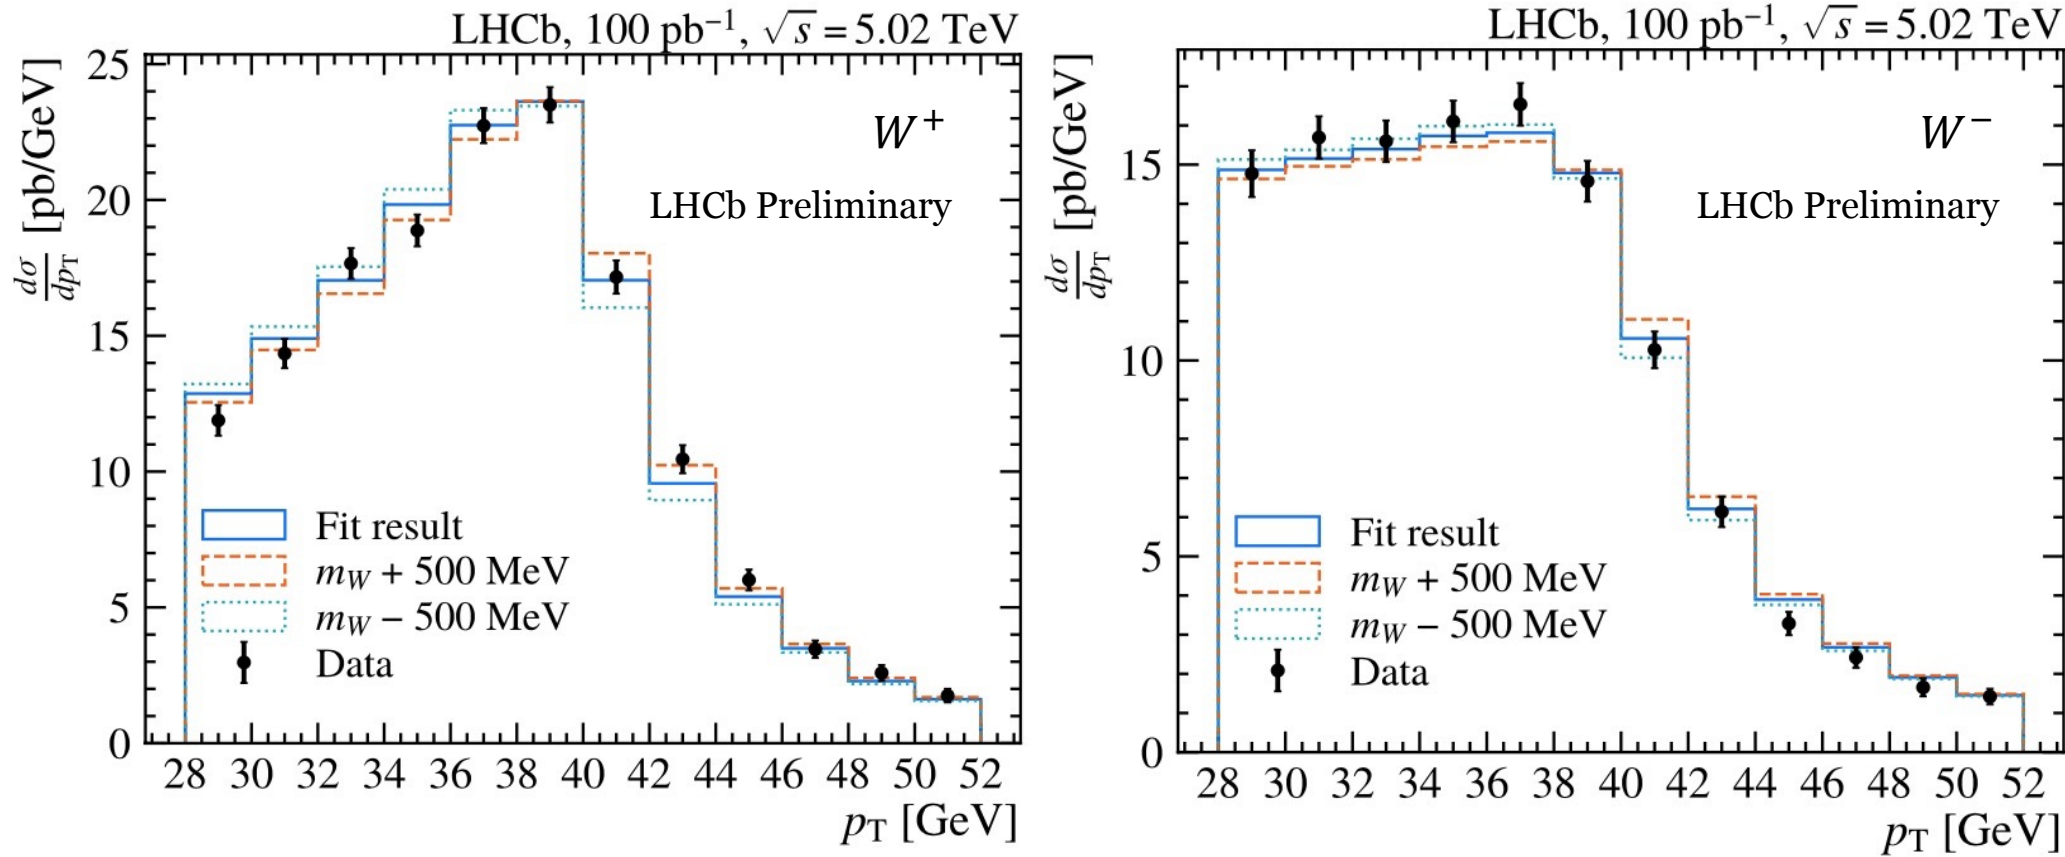 LHCb, 100 pb⁻¹, √s = 5.02 TeV
dσ/dp_T [pb/GeV]
25
20
15
10
5
0
W⁺
LHCb Preliminary
Fit result
m_W + 500 MeV
m_W − 500 MeV
Data
28 30 32 34 36 38 40 42 44 46 48 50 52
p_T [GeV]
LHCb, 100 pb⁻¹, √s = 5.02 TeV
dσ/dp_T [pb/GeV]
15
10
5
0
W⁻
LHCb Preliminary
Fit result
m_W + 500 MeV
m_W − 500 MeV
Data
28 30 32 34 36 38 40 42 44 46 48 50 52
p_T [GeV]